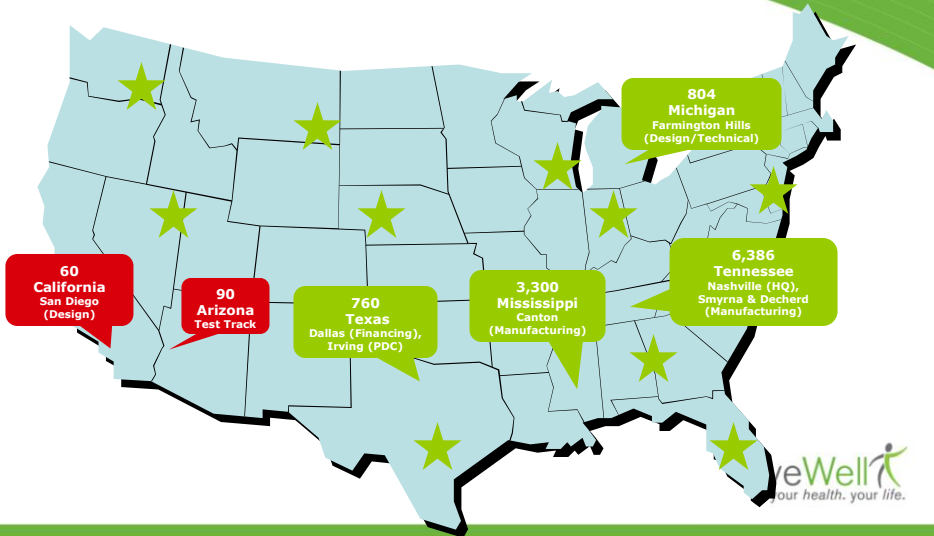 804
Michigan
Farmington Hills
(Design/Technical)
6,386
Tennessee
Nashville (HQ),
Smyrna & Decherd
(Manufacturing)
60
California
San Diego
(Design)
90
Arizona
Test Track
760
Texas
Dallas (Financing),
Irving (PDC)
3,300
Mississippi
Canton
(Manufacturing)
veWell
your health. your life.